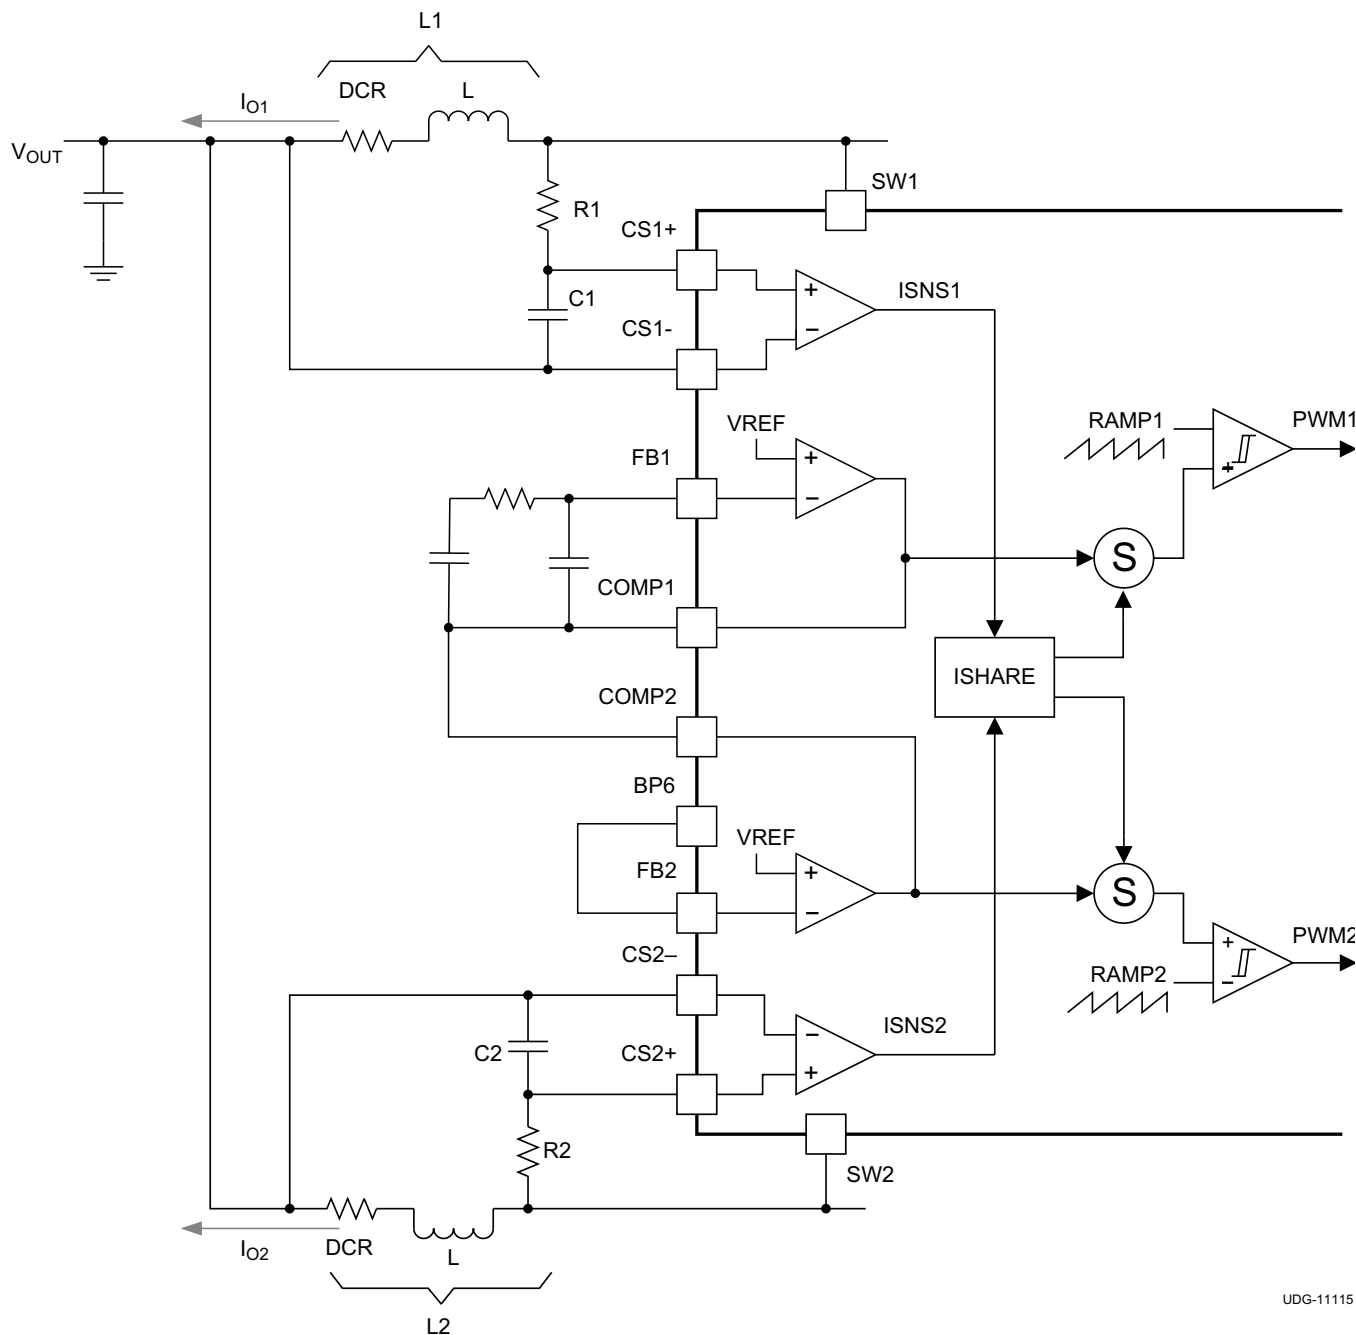 L1
DCR
L
IO1
VOUT
SW1
R1
CS1+
+
ISNS1
C1
CS1-
−
VREF
RAMP1
PWM1
FB1
+
+
−
S
COMP1
ISHARE
COMP2
BP6
VREF
FB2
+
S
−
CS2–
+
PWM2
RAMP2
−
ISNS2
−
C2
CS2+
+
R2
SW2
IO2
DCR
L
L2
UDG-11115